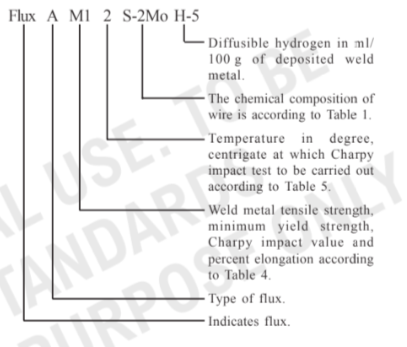 Flux A M1 2 S-2Mo H-5
Diffusible hydrogen in ml/
100 g of deposited weld
metal.
The chemical composition of
wire is according to Table 1.
Temperature in degree,
centrigate at which Charpy
impact test to be carried out
according to Table 5.
Weld metal tensile strength,
minimum yield strength,
Charpy impact value and
percent elongation according
to Table 4.
Type of flux.
Indicates flux.